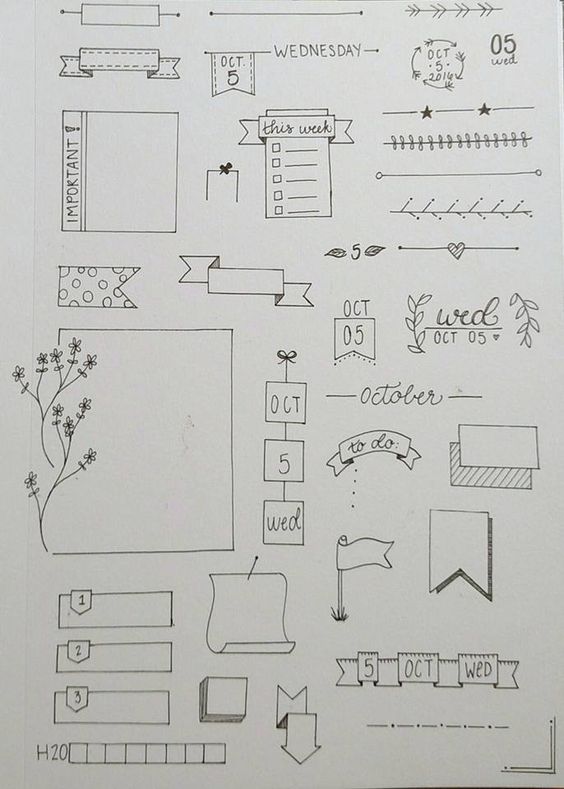 WEDNESDAY
OCT
5
OCT
·5·
2016
05
wed
IMPORTANT!
this week
5
OCT
05
wed
OCT 05 ♥
OCT
5
wed
October
to do:
1
2
3
5 OCT WED
H20